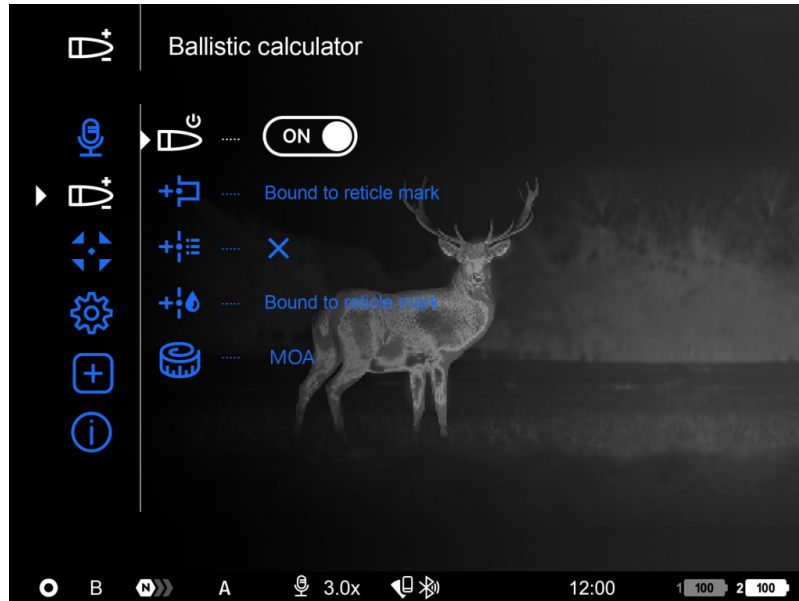 Ballistic calculator
ON
Bound to reticle mark
Bound to reticle mark
MOA
B N A 3.0x 12:00 1 100 2 100